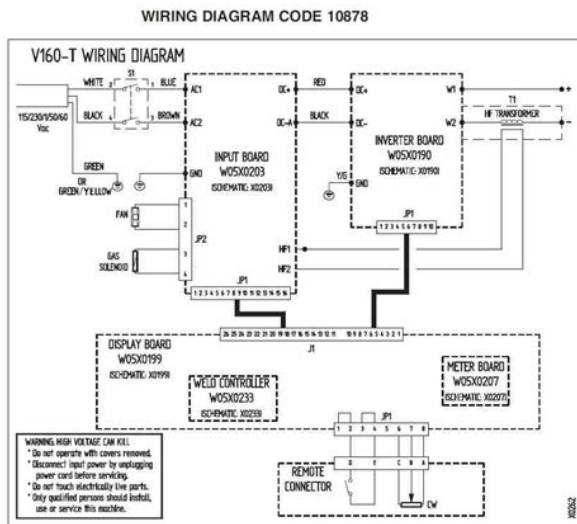 WIRING DIAGRAM CODE 10878
V160-T WIRING DIAGRAM
S1
WHITE 2 1 BLUE
AC1
BLACK 4 3 BROWN
AC2
115/230/1/50/60
Vac
GREEN
OR
GREEN/YELLOW
GND
INPUT BOARD
W05X0203
(SCHEMATIC: X0203)
DC+
RED
DC+
DC-A
BLACK
DC-
INVERTER BOARD
W05X0190
(SCHEMATIC: X0190)
Y/G
GND
W1
+
T1
HF TRANSFORMER
W2
-
FAN
1
2
JP2
GAS
SOLENOID
3
4
HF1
HF2
JP1
1 2 3 4 5 6 7 8 9 10
JP1
1 2 3 4 5 6 7 8 9 10 11 12 13 14 15 16
26 25 24 23 22 21 20 19 18 17 16 15 14 13 12 11 10 9 8 7 6 5 4 3 2 1
J1
DISPLAY BOARD
W05X0199
(SCHEMATIC: X0199)
WELD CONTROLLER
W05X0233
(SCHEMATIC: X0233)
METER BOARD
W05X0207
(SCHEMATIC: X0207)
JP1
1 2 3 4 5 6 7 8
REMOTE
CONNECTOR
D E C B A
CW
WARNING: HIGH VOLTAGE CAN KILL
* Do not operate with covers removed.
* Disconnect input power by unplugging
power cord before servicing.
* Do not touch electrically live parts.
* Only qualified persons should install,
use or service this machine.
X0262